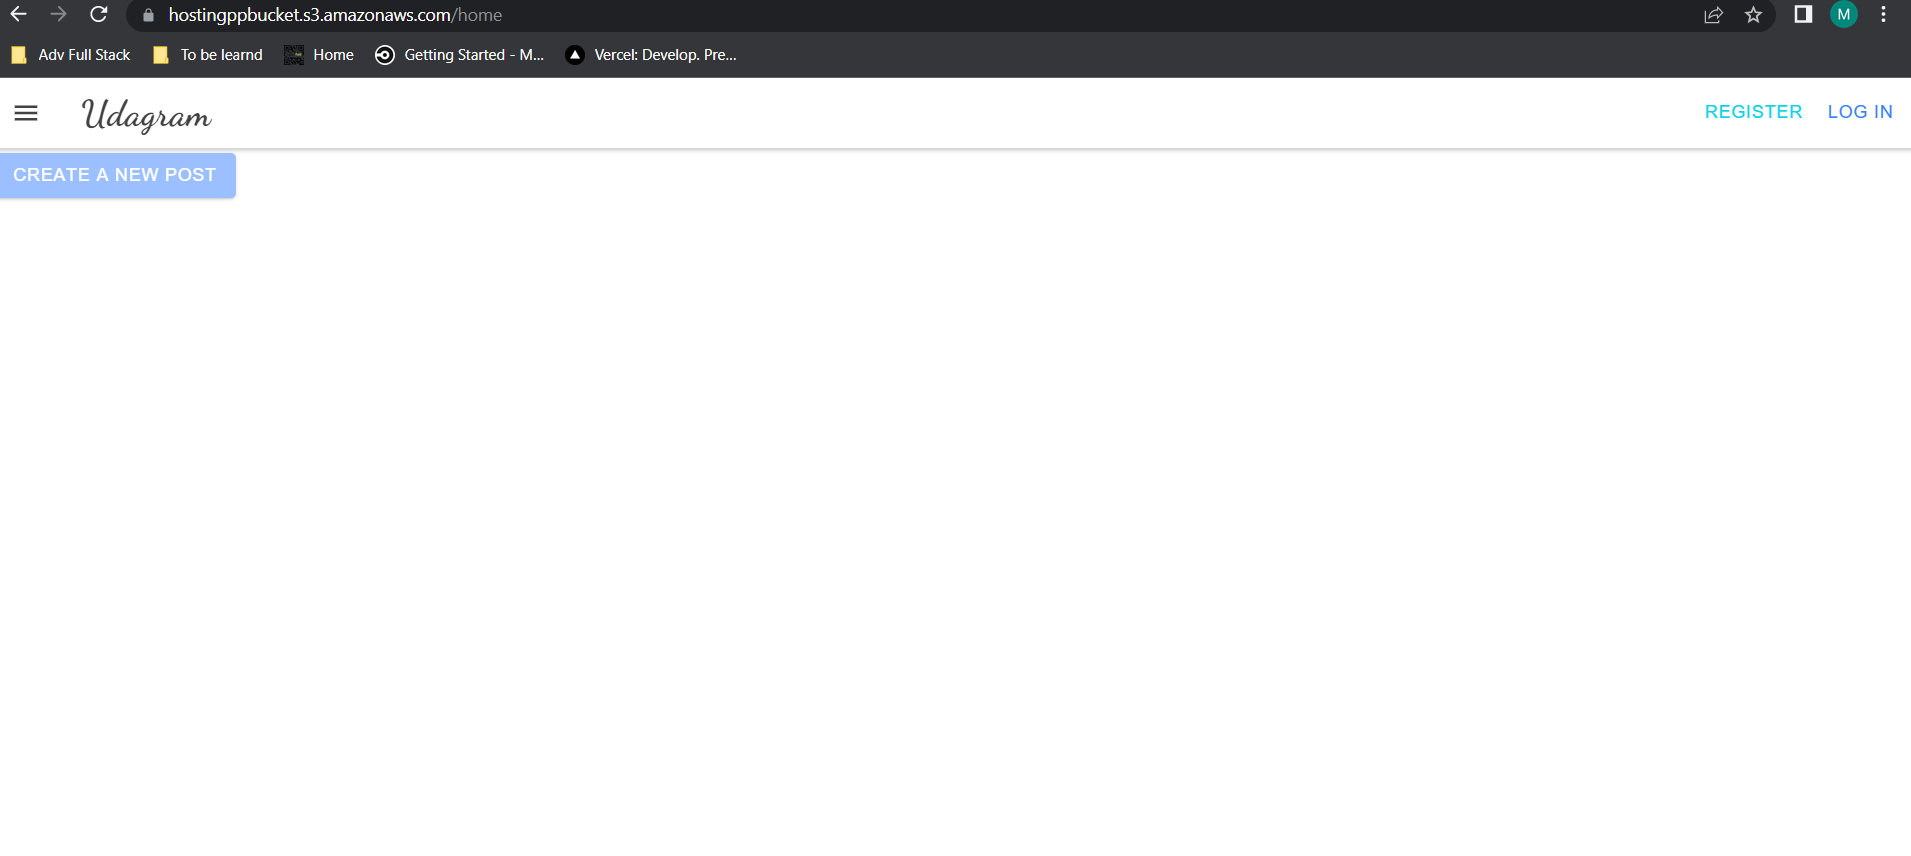 hostingppbucket.s3.amazonaws.com/home
M
Adv Full Stack To be learnd Home Getting Started - M... Vercel: Develop. Pre...
Udagram REGISTER LOG IN
CREATE A NEW POST